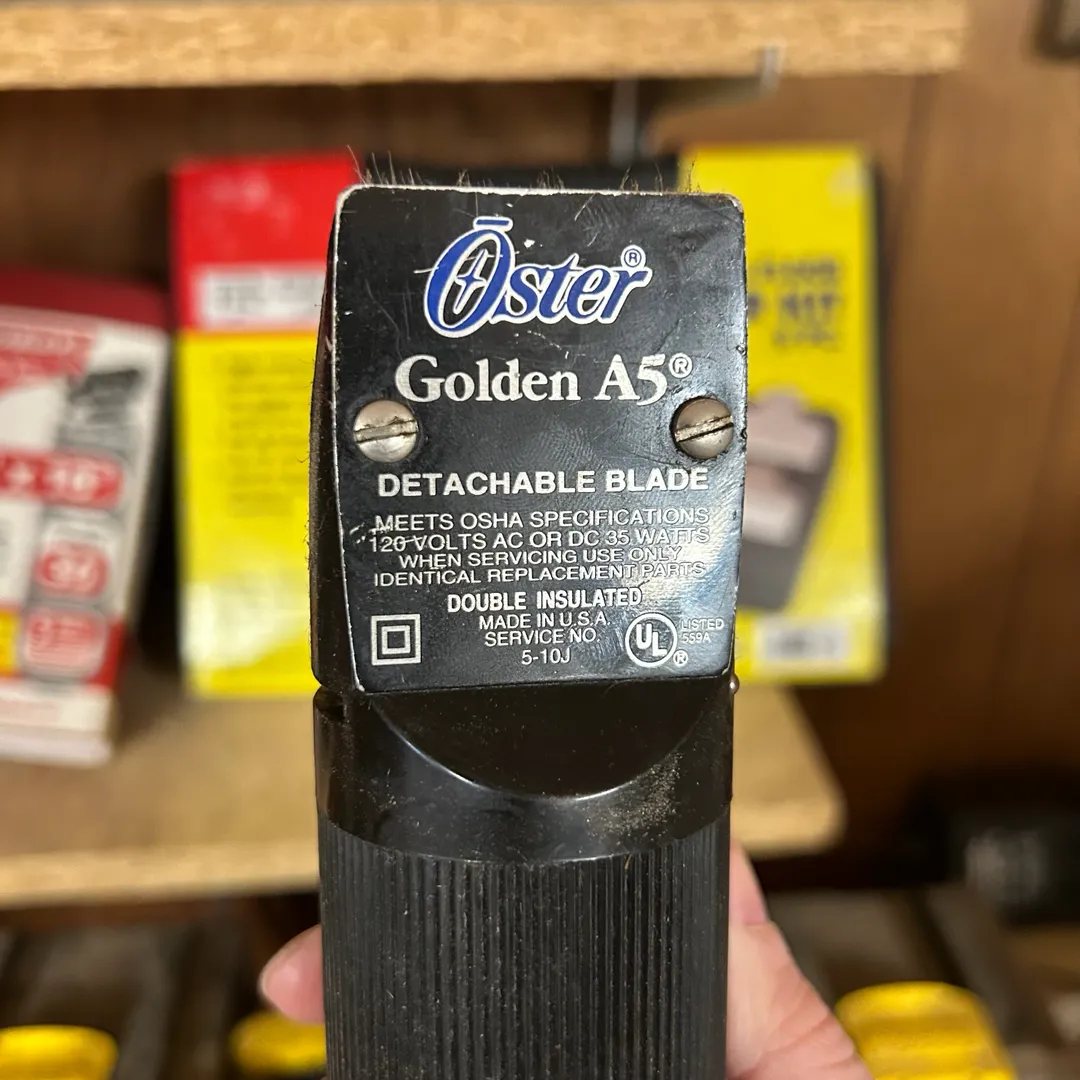 Ōster®
Golden A5®
DETACHABLE BLADE
MEETS OSHA SPECIFICATIONS
120 VOLTS AC OR DC 35 WATTS
WHEN SERVICING USE ONLY
IDENTICAL REPLACEMENT PARTS
DOUBLE INSULATED
MADE IN U.S.A.
SERVICE NO.
5-10J
UL®
LISTED
559A